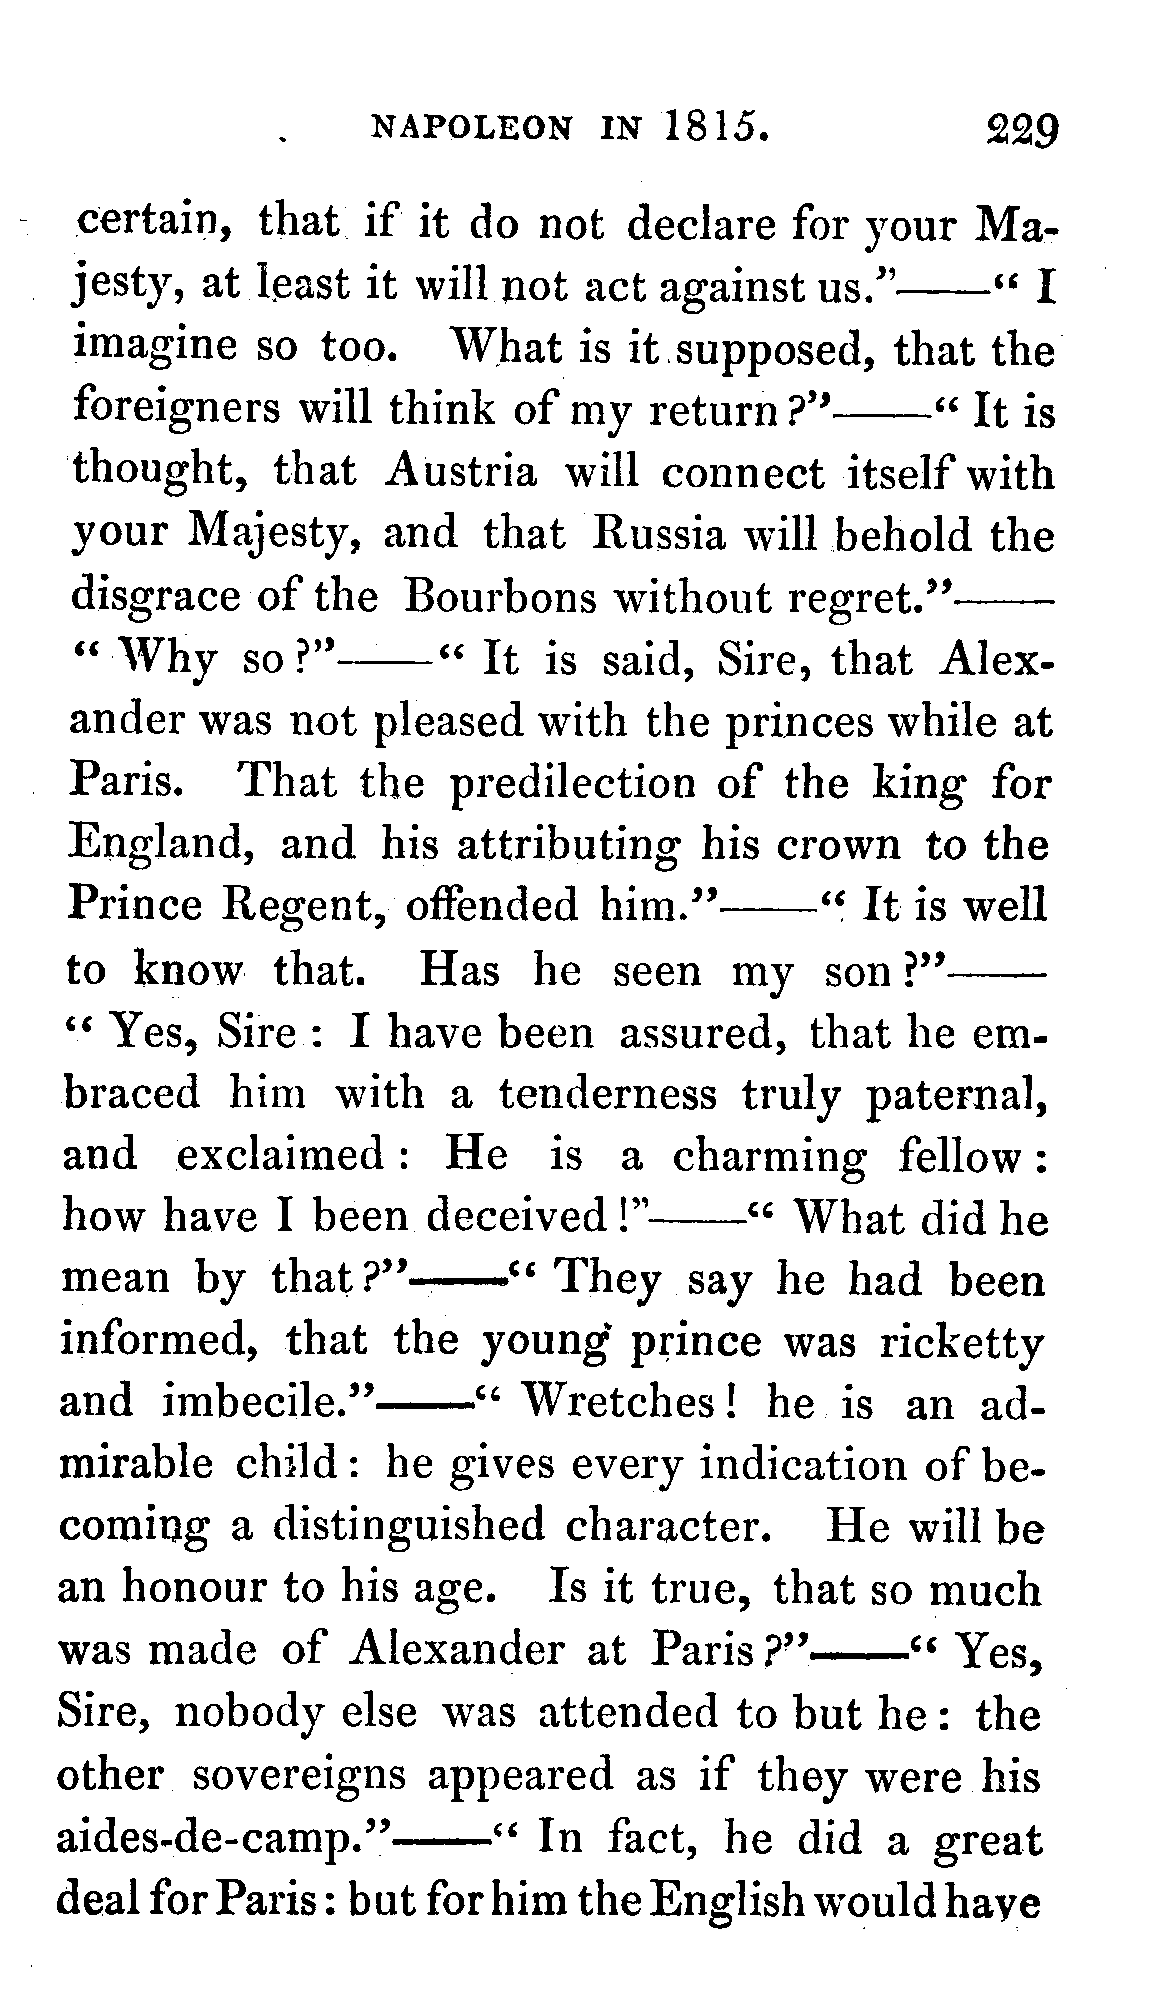 NAPOLEON IN 1815. 229
certain, that if it do not declare for your Ma-
jesty, at least it will not act against us.”——“ I
imagine so too. What is it supposed, that the
foreigners will think of my return?”——“ It is
thought, that Austria will connect itself with
your Majesty, and that Russia will behold the
disgrace of the Bourbons without regret.”——
“ Why so?”——“ It is said, Sire, that Alex-
ander was not pleased with the princes while at
Paris. That the predilection of the king for
England, and his attributing his crown to the
Prince Regent, offended him.”——“ It is well
to know that. Has he seen my son?”——
“ Yes, Sire : I have been assured, that he em-
braced him with a tenderness truly paternal,
and exclaimed : He is a charming fellow :
how have I been deceived!”——“ What did he
mean by that?”——“ They say he had been
informed, that the young prince was ricketty
and imbecile.”——“ Wretches! he is an ad-
mirable child : he gives every indication of be-
coming a distinguished character. He will be
an honour to his age. Is it true, that so much
was made of Alexander at Paris?”——“ Yes,
Sire, nobody else was attended to but he : the
other sovereigns appeared as if they were his
aides-de-camp.”——“ In fact, he did a great
deal for Paris : but for him the English would have